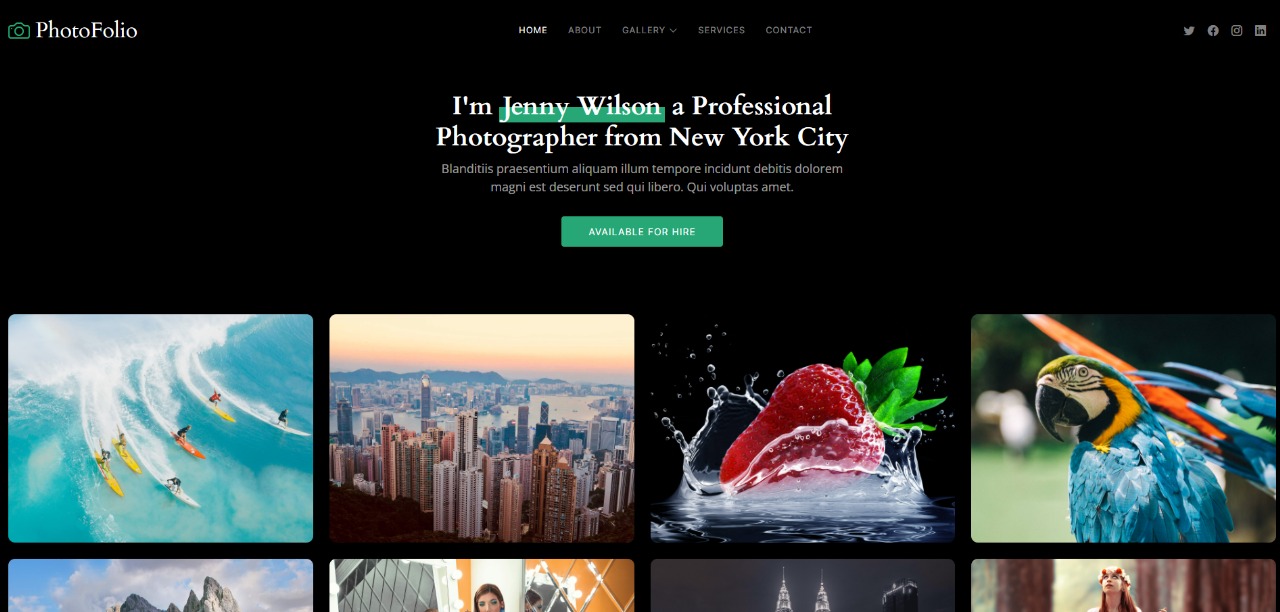 PhotoFolio
HOME ABOUT GALLERY SERVICES CONTACT
I'm Jenny Wilson a Professional
Photographer from New York City
Blanditiis praesentium aliquam illum tempore incidunt debitis dolorem
magni est deserunt sed qui libero. Qui voluptas amet.
AVAILABLE FOR HIRE